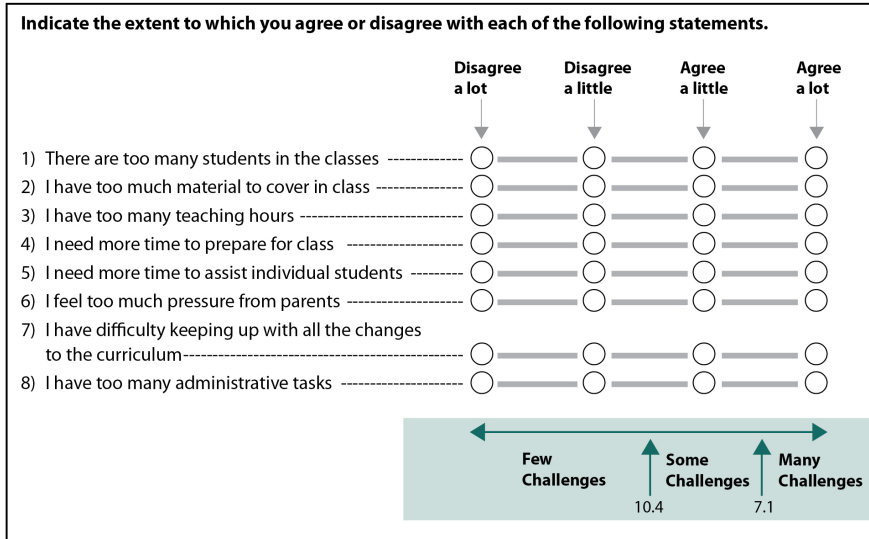 Indicate the extent to which you agree or disagree with each of the following statements.
Disagree a lot
Disagree a little
Agree a little
Agree a lot
1) There are too many students in the classes
2) I have too much material to cover in class
3) I have too many teaching hours
4) I need more time to prepare for class
5) I need more time to assist individual students
6) I feel too much pressure from parents
7) I have difficulty keeping up with all the changes
to the curriculum
8) I have too many administrative tasks
Few Challenges
Some Challenges
Many Challenges
10.4
7.1